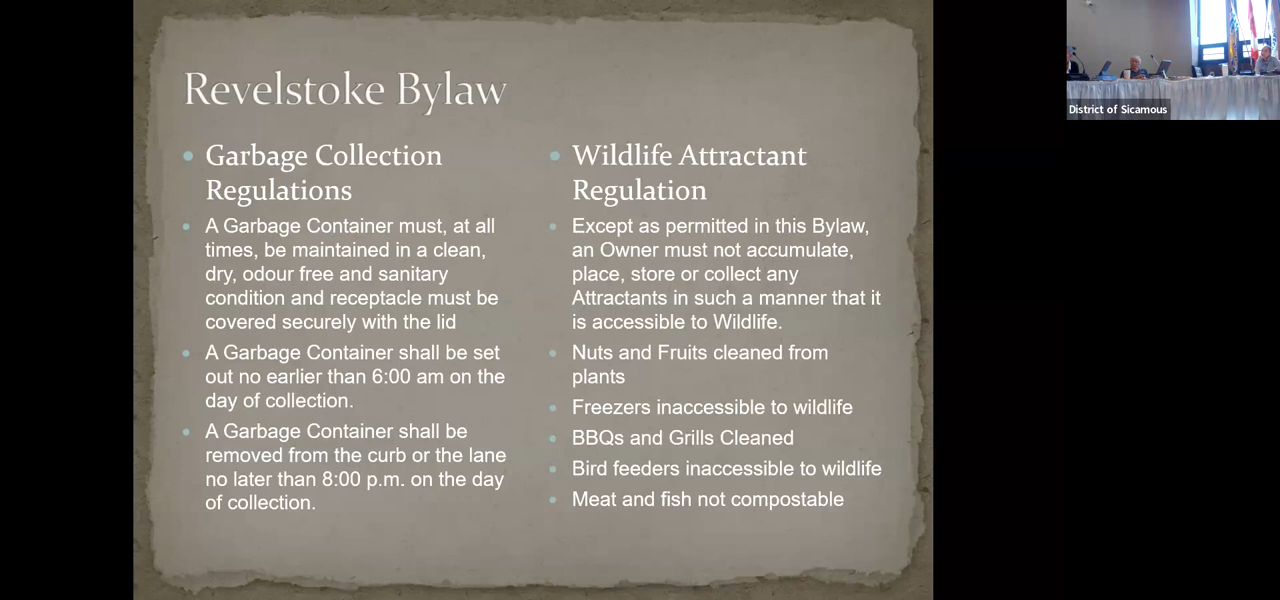 Revelstoke Bylaw
Garbage Collection
Regulations
A Garbage Container must, at all
times, be maintained in a clean,
dry, odour free and sanitary
condition and receptacle must be
covered securely with the lid
A Garbage Container shall be set
out no earlier than 6:00 am on the
day of collection.
A Garbage Container shall be
removed from the curb or the lane
no later than 8:00 p.m. on the day
of collection.
Wildlife Attractant
Regulation
Except as permitted in this Bylaw,
an Owner must not accumulate,
place, store or collect any
Attractants in such a manner that it
is accessible to Wildlife.
Nuts and Fruits cleaned from
plants
Freezers inaccessible to wildlife
BBQs and Grills Cleaned
Bird feeders inaccessible to wildlife
Meat and fish not compostable
District of Sicamous